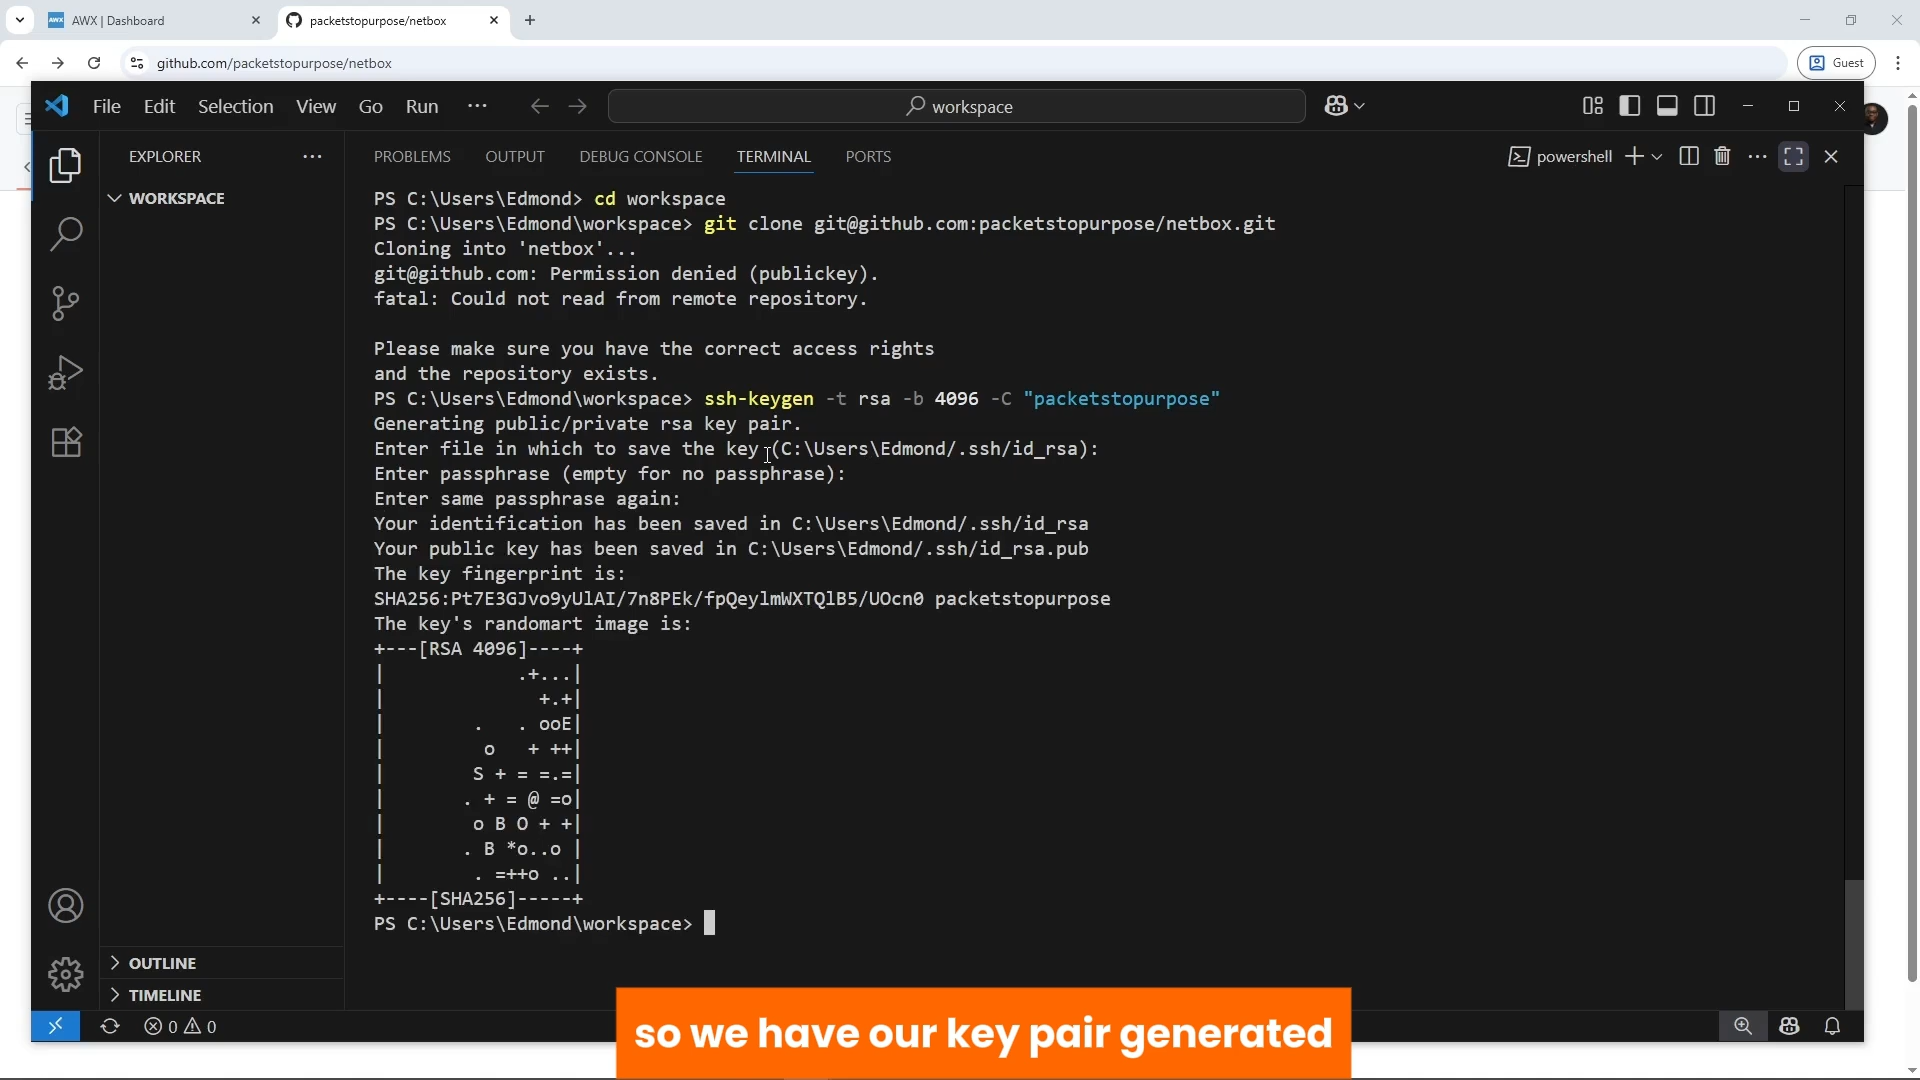 AWX | Dashboard
packetstopurpose/netbox
github.com/packetstopurpose/netbox
Guest
File Edit Selection View Go Run ···
workspace
EXPLORER
PROBLEMS OUTPUT DEBUG CONSOLE TERMINAL PORTS
powershell
WORKSPACE
PS C:\Users\Edmond> cd workspace
PS C:\Users\Edmond\workspace> git clone git@github.com:packetstopurpose/netbox.git
Cloning into 'netbox'...
git@github.com: Permission denied (publickey).
fatal: Could not read from remote repository.
Please make sure you have the correct access rights
and the repository exists.
PS C:\Users\Edmond\workspace> ssh-keygen -t rsa -b 4096 -C "packetstopurpose"
Generating public/private rsa key pair.
Enter file in which to save the key (C:\Users\Edmond/.ssh/id_rsa):
Enter passphrase (empty for no passphrase):
Enter same passphrase again:
Your identification has been saved in C:\Users\Edmond/.ssh/id_rsa
Your public key has been saved in C:\Users\Edmond/.ssh/id_rsa.pub
The key fingerprint is:
SHA256:Pt7E3GJvo9yUlAI/7n8PEk/fpQeylmWXTQlB5/UOcn0 packetstopurpose
The key's randomart image is:
+---[RSA 4096]----+
|            .+...|
|              +.+|
|        .   . ooE|
|         o   + ++|
|        S + = =.=|
|       . + = @ =o|
|        o B O + +|
|       . B *o..o |
|        . =++o ..|
+----[SHA256]-----+
PS C:\Users\Edmond\workspace>
OUTLINE
TIMELINE
0 0
so we have our key pair generated